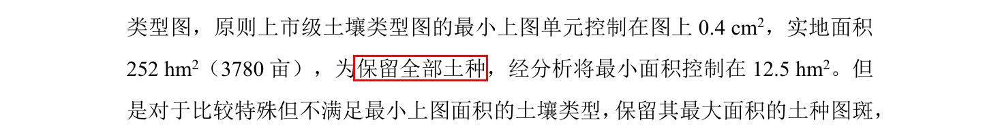 类型图，原则上市级土壤类型图的最小上图单元控制在图上 0.4 cm²，实地面积
252 hm²（3780 亩），为保留全部土种，经分析将最小面积控制在 12.5 hm²。但
是对于比较特殊但不满足最小上图面积的土壤类型，保留其最大面积的土种图斑，